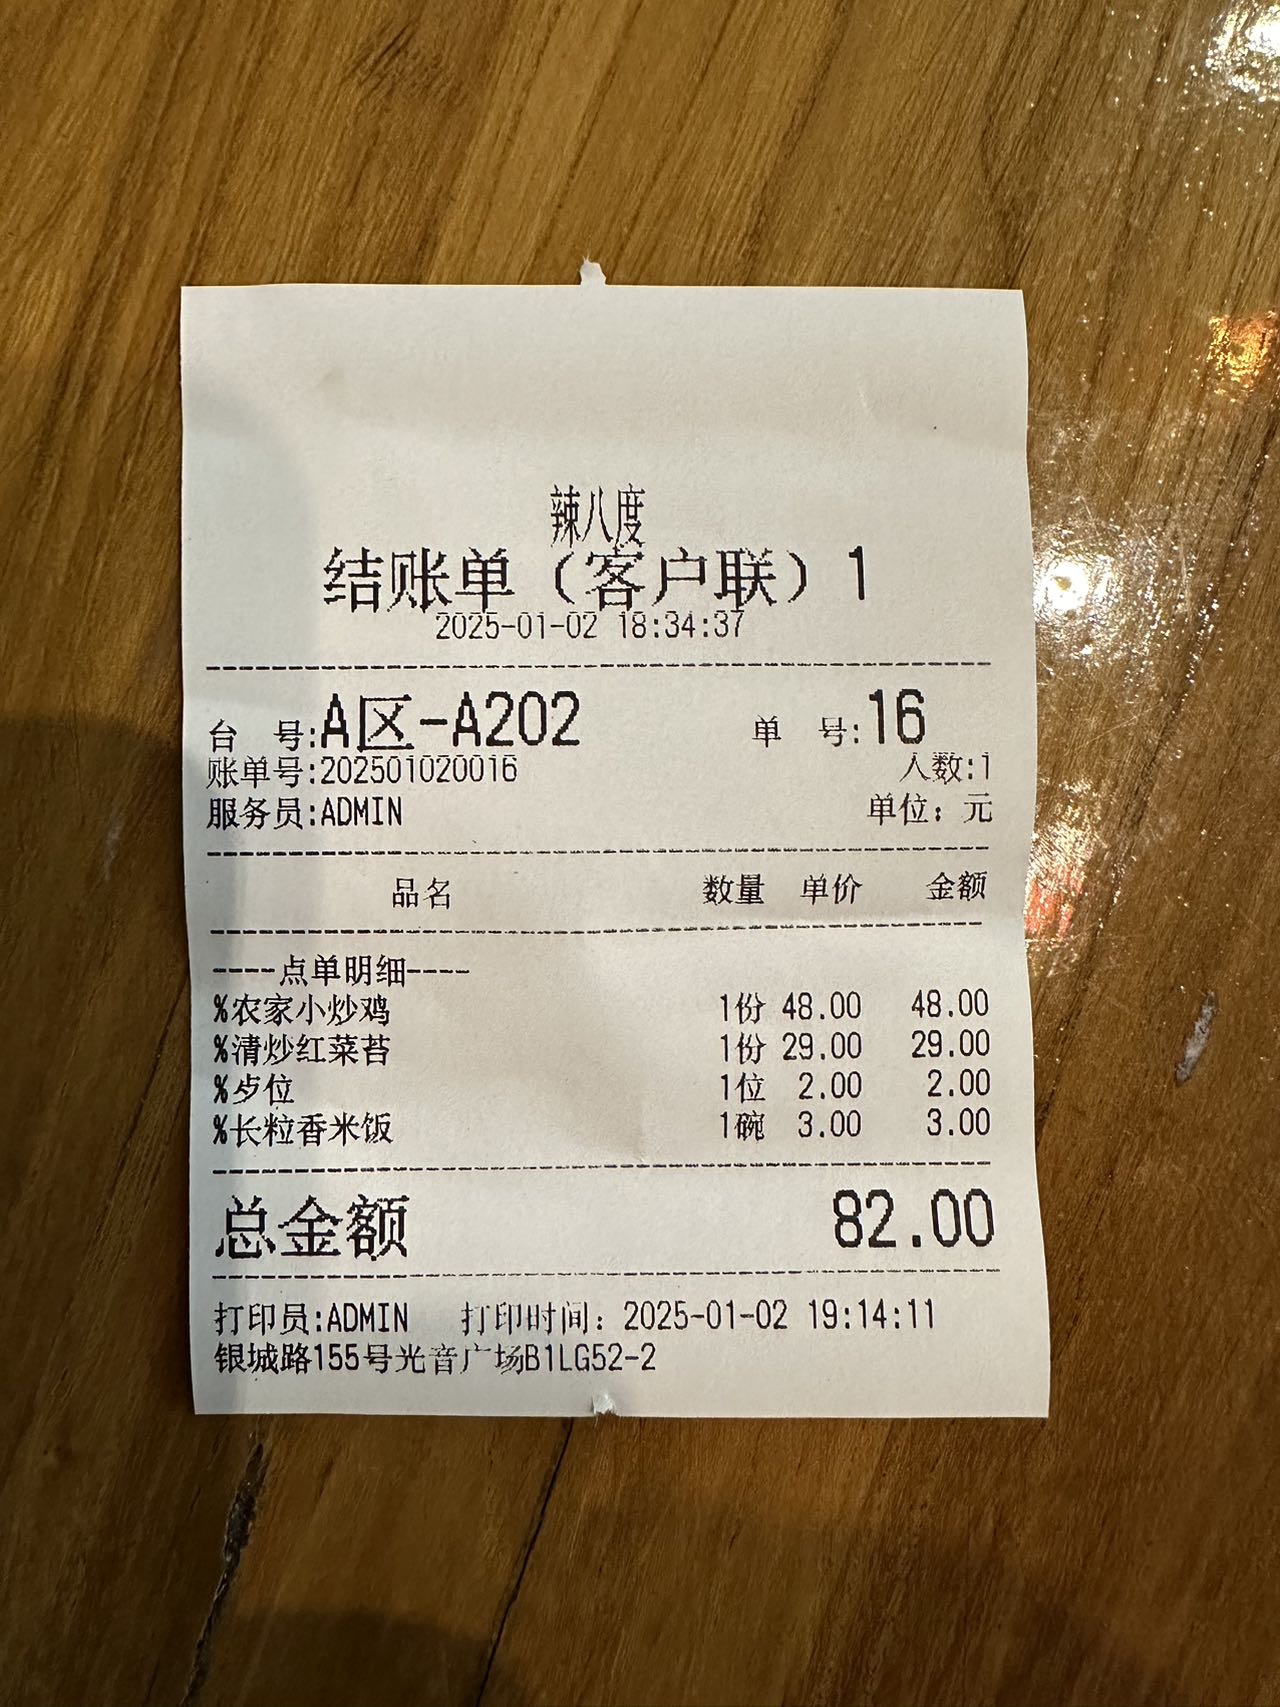 辣八度
结账单（客户联）1
2025-01-02 18:34:37
台 号:A区-A202 单 号:16
账单号:202501020016 人数:1
服务员:ADMIN 单位：元
品名 数量 单价 金额
----点单明细----
%农家小炒鸡 1份 48.00 48.00
%清炒红菜苔 1份 29.00 29.00
%歺位 1位 2.00 2.00
%长粒香米饭 1碗 3.00 3.00
总金额 82.00
打印员:ADMIN 打印时间：2025-01-02 19:14:11
银城路155号光音广场B1LG52-2